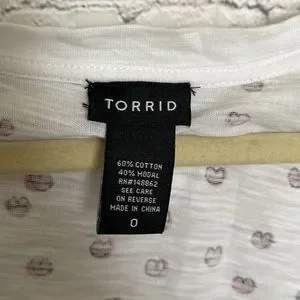 TORRID
60% COTTON
40% MODAL
RN#148862
SEE CARE
ON REVERSE
MADE IN CHINA
0